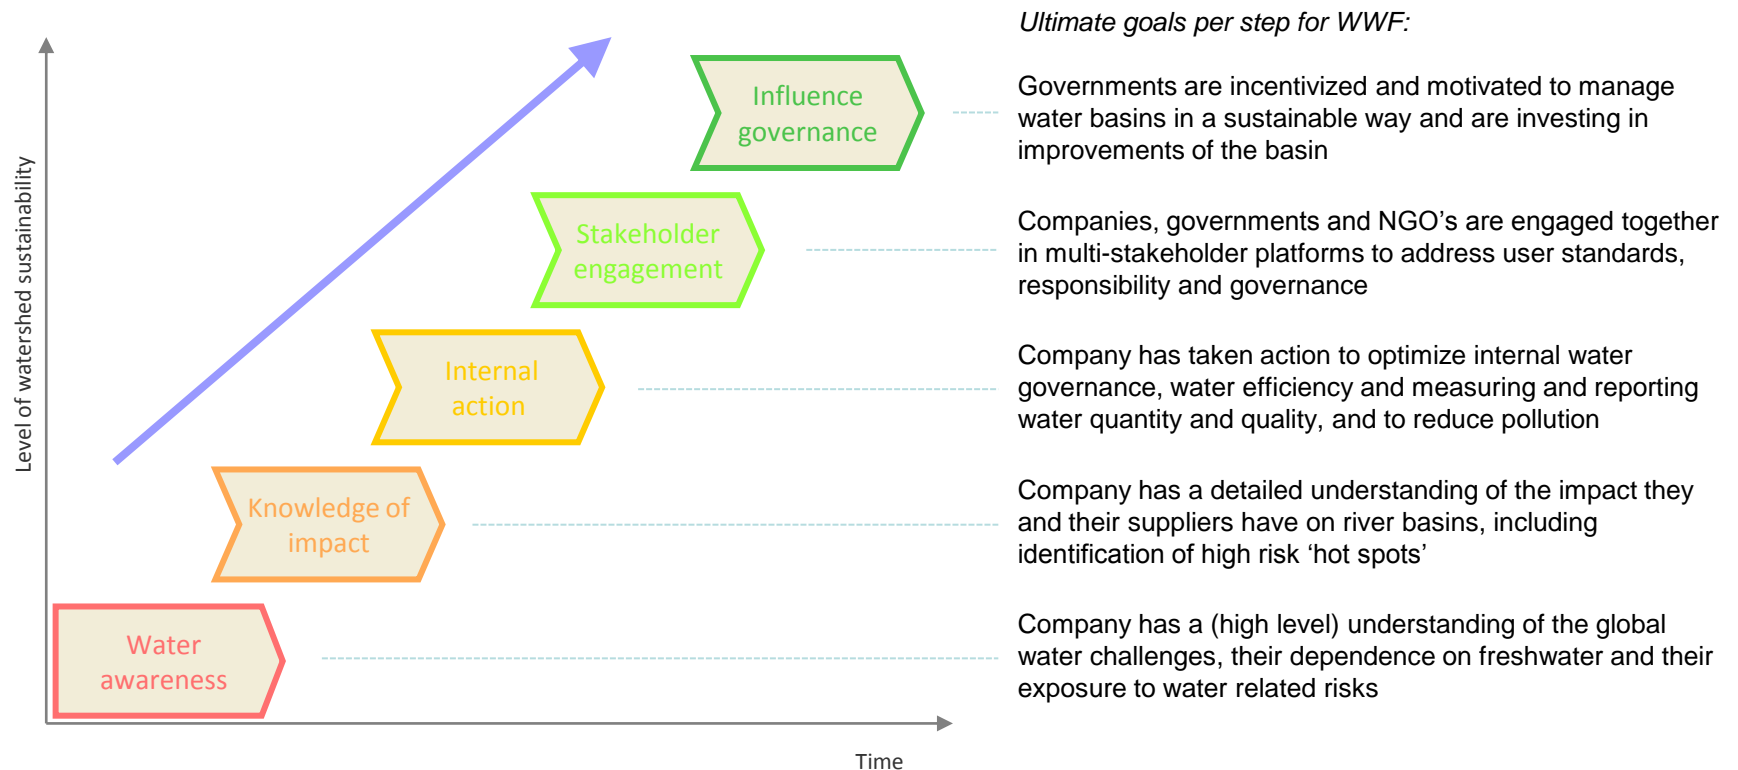 Ultimate goals per step for WWF:
Influence
governance
Governments are incentivized and motivated to manage
water basins in a sustainable way and are investing in
improvements of the basin
Stakeholder
engagement
Companies, governments and NGO’s are engaged together
in multi-stakeholder platforms to address user standards,
responsibility and governance
Internal
action
Company has taken action to optimize internal water
governance, water efficiency and measuring and reporting
water quantity and quality, and to reduce pollution
Knowledge of
impact
Company has a detailed understanding of the impact they
and their suppliers have on river basins, including
identification of high risk ‘hot spots’
Water
awareness
Company has a (high level) understanding of the global
water challenges, their dependence on freshwater and their
exposure to water related risks
Level of watershed sustainability
Time